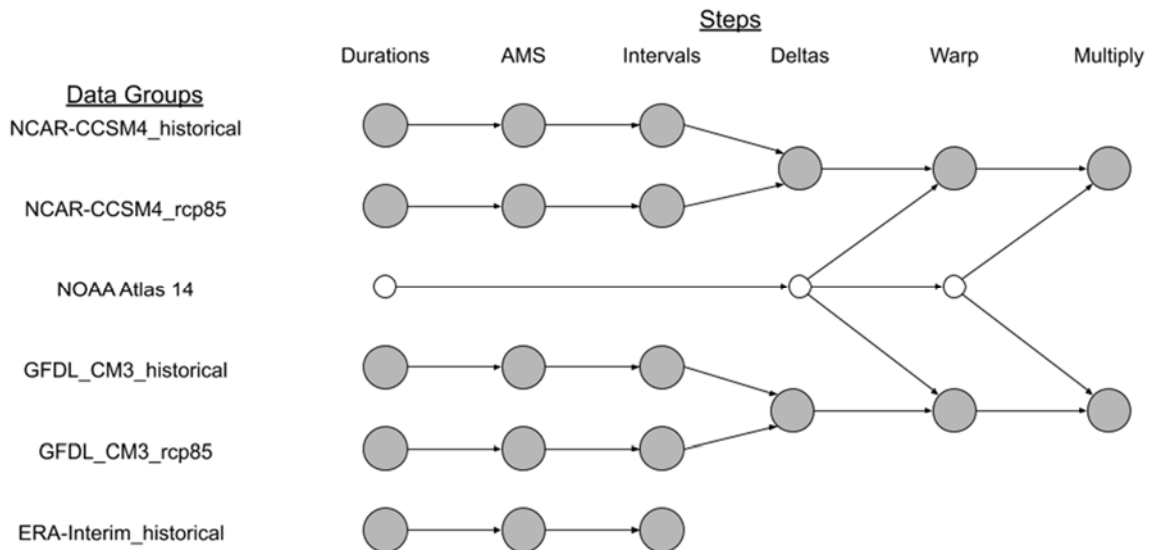 Steps
Durations AMS Intervals Deltas Warp Multiply
Data Groups
NCAR-CCSM4_historical
NCAR-CCSM4_rcp85
NOAA Atlas 14
GFDL_CM3_historical
GFDL_CM3_rcp85
ERA-Interim_historical